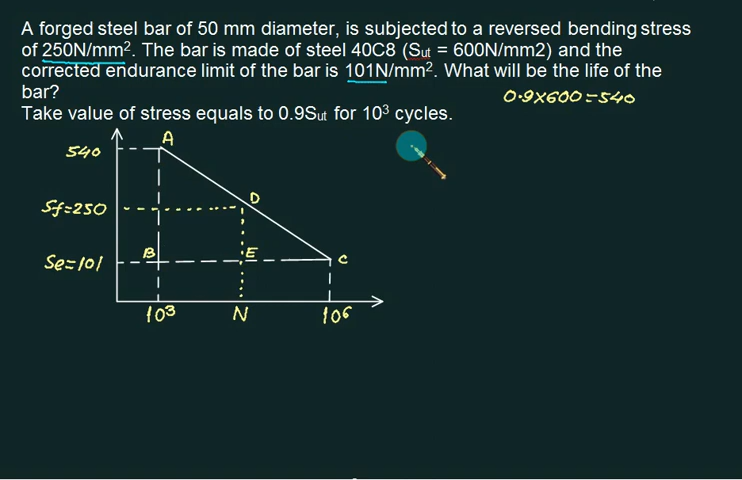 A forged steel bar of 50 mm diameter, is subjected to a reversed bending stress
of 250N/mm². The bar is made of steel 40C8 (Sut = 600N/mm2) and the
corrected endurance limit of the bar is 101N/mm². What will be the life of the
bar?
0.9×600=540
Take value of stress equals to 0.9Sut for 10³ cycles.
A
540
D
Sf=250
B
E
C
Se=101
10³
N
10⁶